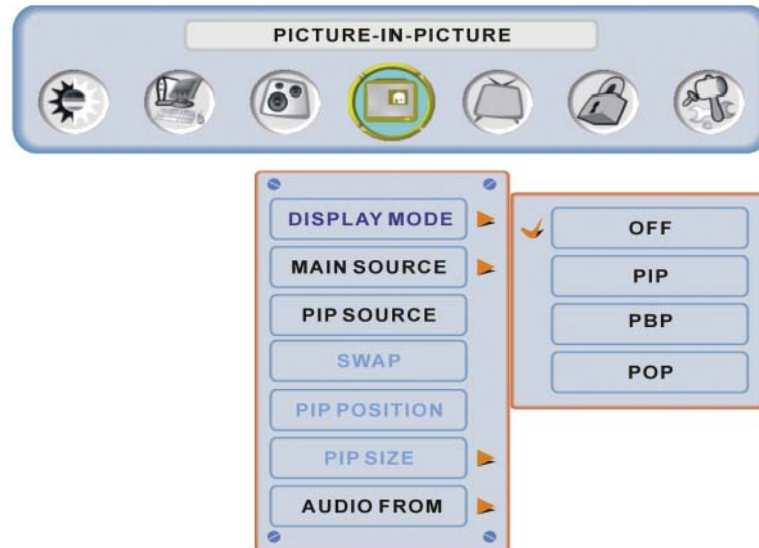 PICTURE-IN-PICTURE
DISPLAY MODE
MAIN SOURCE
PIP SOURCE
SWAP
PIP POSITION
PIP SIZE
AUDIO FROM
OFF
PIP
PBP
POP